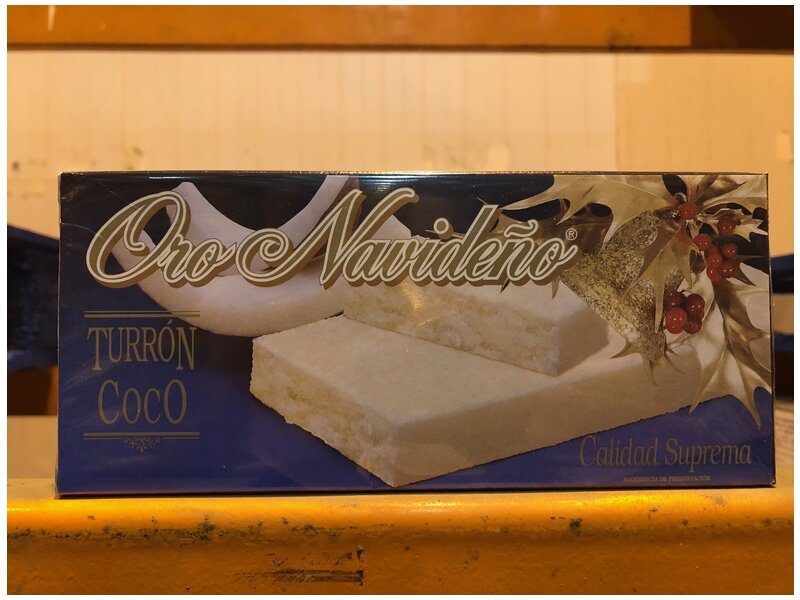 Oro Navideño®
TURRÓN
COCO
Calidad Suprema
SUGERENCIA DE PRESENTACIÓN